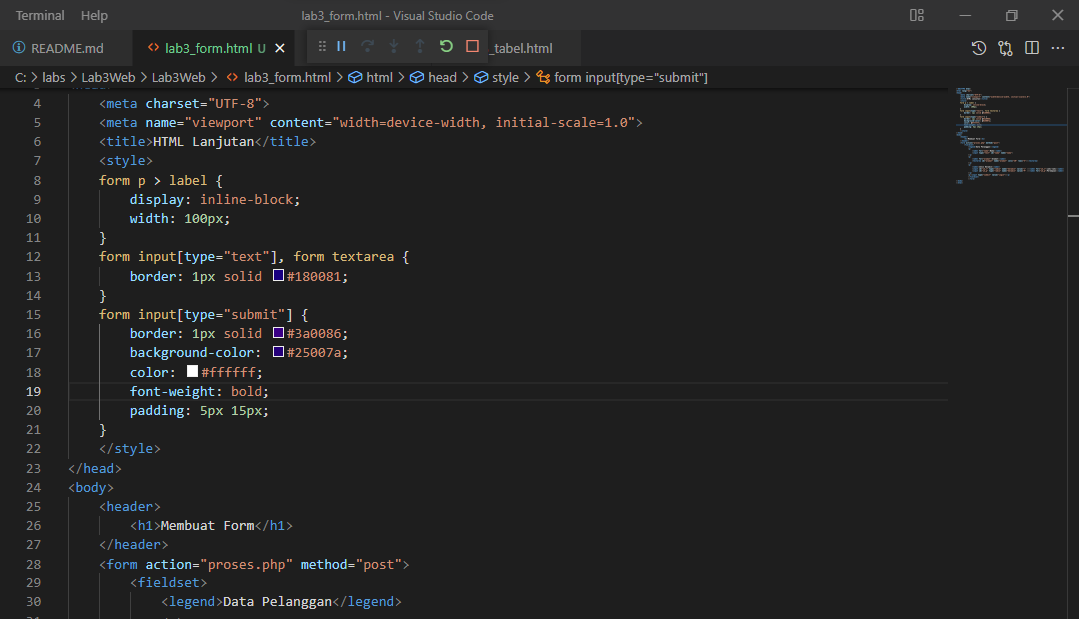 Terminal Help lab3_form.html - Visual Studio Code
README.md lab3_form.html U _tabel.html
C: > labs > Lab3Web > Lab3Web > lab3_form.html > html > head > style > form input[type="submit"]
4 <meta charset="UTF-8">
5 <meta name="viewport" content="width=device-width, initial-scale=1.0">
6 <title>HTML Lanjutan</title>
7 <style>
8 form p > label {
9 display: inline-block;
10 width: 100px;
11 }
12 form input[type="text"], form textarea {
13 border: 1px solid #180081;
14 }
15 form input[type="submit"] {
16 border: 1px solid #3a0086;
17 background-color: #25007a;
18 color: #ffffff;
19 font-weight: bold;
20 padding: 5px 15px;
21 }
22 </style>
23 </head>
24 <body>
25 <header>
26 <h1>Membuat Form</h1>
27 </header>
28 <form action="proses.php" method="post">
29 <fieldset>
30 <legend>Data Pelanggan</legend>